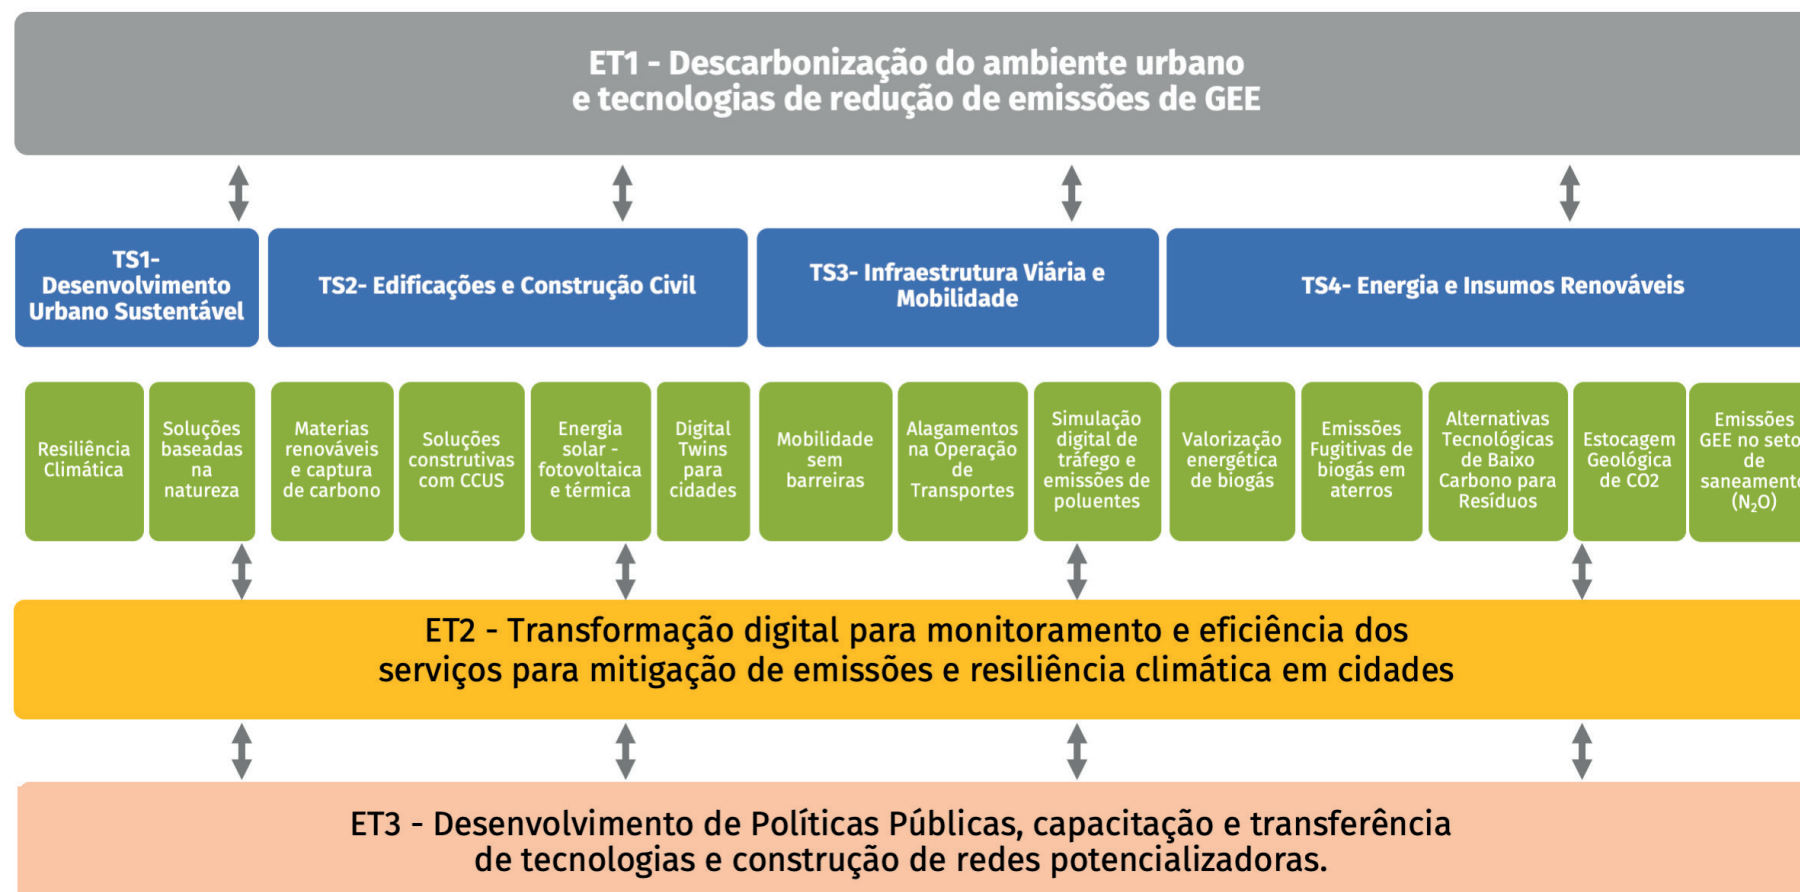 ET1 - Descarbonização do ambiente urbano
e tecnologias de redução de emissões de GEE
TS1-
Desenvolvimento
Urbano Sustentável
TS2- Edificações e Construção Civil
TS3- Infraestrutura Viária e
Mobilidade
TS4- Energia e Insumos Renováveis
Resiliência
Climática
Soluções
baseadas
na
natureza
Materias
renováveis
e captura
de carbono
Soluções
construtivas
com CCUS
Energia
solar -
fotovoltaica
e térmica
Digital
Twins
para
cidades
Mobilidade
sem
barreiras
Alagamentos
na Operação
de
Transportes
Simulação
digital de
tráfego e
emissões de
poluentes
Valorização
energética
de biogás
Emissões
Fugitivas de
biogás em
aterros
Alternativas
Tecnológicas
de Baixo
Carbono para
Resíduos
Estocagem
Geológica
de CO2
Emissões
GEE no seto
de
saneamento
(N₂O)
ET2 - Transformação digital para monitoramento e eficiência dos
serviços para mitigação de emissões e resiliência climática em cidades
ET3 - Desenvolvimento de Políticas Públicas, capacitação e transferência
de tecnologias e construção de redes potencializadoras.